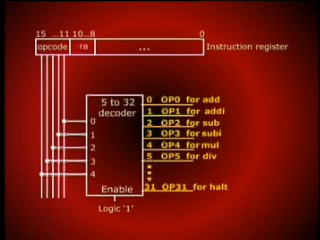 15 ...11 10...8 0
opcode ra ... Instruction register
5 to 32
decoder
0 OP0 for add
1 OP1 for addi
2 OP2 for sub
3 OP3 for subi
4 OP4 for mul
5 OP5 for div
31 OP31 for halt
0
1
2
3
4
Enable
Logic '1'